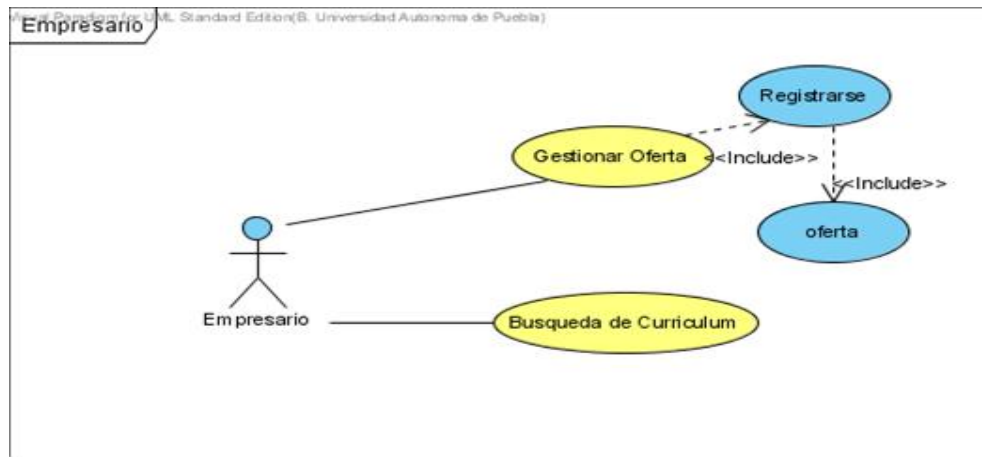 Visual Paradigm for UML Standard Edition(B. Universidad Autonoma de Puebla)
Empresario
Registrarse
Gestionar Oferta
<<Include>>
<<Include>>
oferta
Empresario
Busqueda de Curriculum